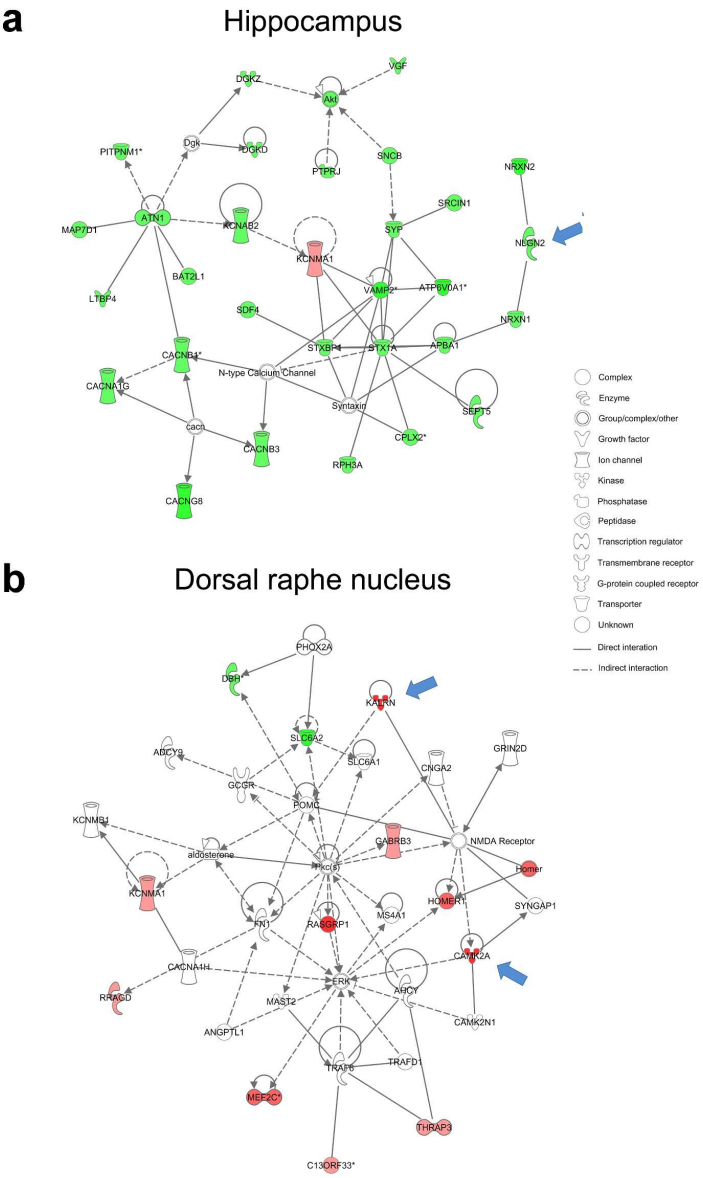 a
Hippocampus
DGKZ
VGF
Akt
Dgk
DGKD
PITPNM1*
PTPRJ
SNCB
NRXN2
ATN1
MAP7D1
KCNAB2
SRCIN1
SYP
NLGN2
KCNMA1
BAT2L1
LTBP4
VAMP2*
ATP6V0A1*
SDF4
NRXN1
CACNB1*
STXBP1
STX1A
APBA1
N-type Calcium Channel
CACNA1G
Syntaxin
SEPT5
cacn
CACNB3
CPLX2*
RPH3A
CACNG8
Complex
Enzyme
Group/complex/other
Growth factor
Ion channel
Kinase
Phosphatase
Peptidase
Transcription regulator
Transmembrane receptor
G-protein coupled receptor
Transporter
Unknown
Direct interation
Indirect interaction
b
Dorsal raphe nucleus
PHOX2A
DBH*
KALRN
SLC6A2
ADCY9
SLC6A1
CNGA2
GRIN2D
GCGR
POMC
KCNMB1
aldosterone
GABRB3
NMDA Receptor
Pkc(s)
Homer
KCNMA1
HOMER1
SYNGAP1
FN1
RASGRP1
MS4A1
CACNA1H
CAMK2A
ERK
RRAGD
MAST2
AHCY
ANGPTL1
CAMK2N1
TRAF6
TRAFD1
MEF2C*
THRAP3
C13ORF33*